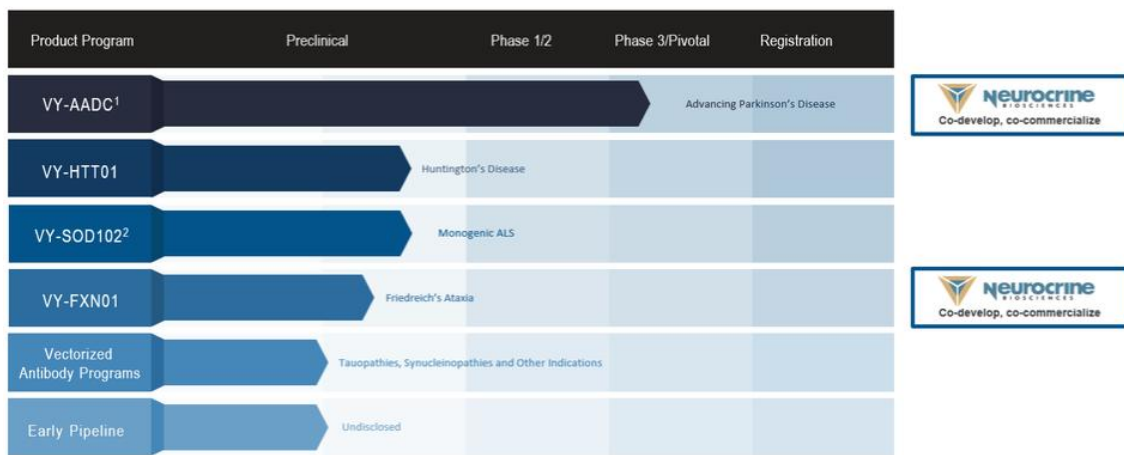 Product Program Preclinical Phase 1/2 Phase 3/Pivotal Registration
VY-AADC¹ Advancing Parkinson's Disease
NEUROCRINE
BIOSCIENCES
Co-develop, co-commercialize
VY-HTT01 Huntington's Disease
VY-SOD102² Monogenic ALS
VY-FXN01 Friedreich's Ataxia
NEUROCRINE
BIOSCIENCES
Co-develop, co-commercialize
Vectorized
Antibody Programs
Tauopathies, Synucleinopathies and Other Indications
Early Pipeline Undisclosed